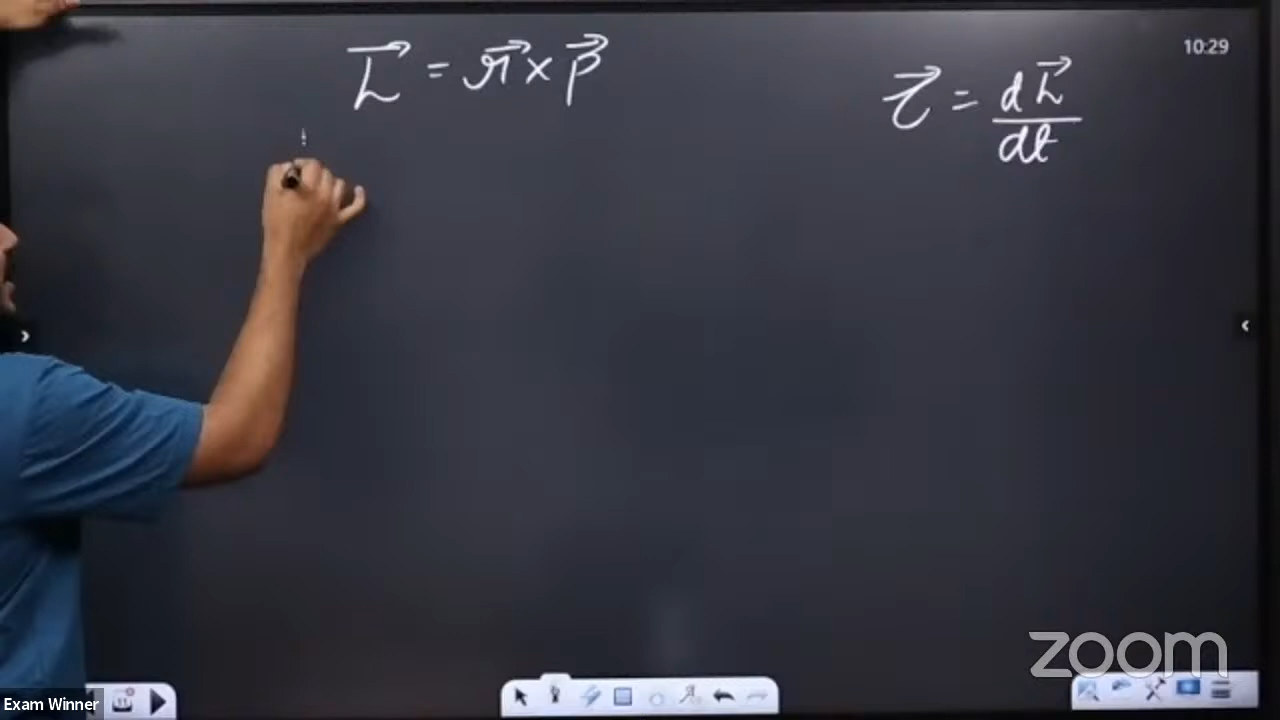 L⃗ = r⃗ × p⃗
τ⃗ = dL⃗/dt
10:29
zoom
Exam Winner